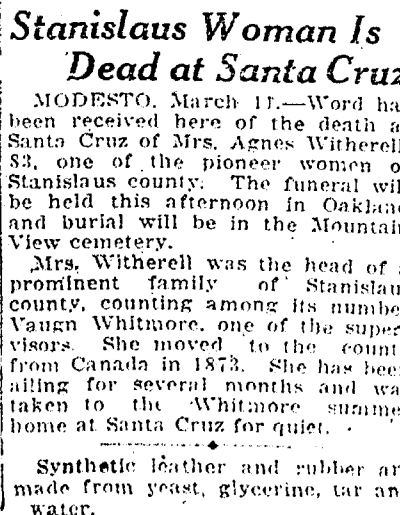 Stanislaus Woman Is
Dead at Santa Cruz
MODESTO, March 11.—Word ha
been received here of the death a
Santa Cruz of Mrs. Agnes Witherell
83, one of the pioneer women o
Stanislaus county. The funeral wil
be held this afternoon in Oakland
and burial will be in the Mountain
View cemetery.
Mrs. Witherell was the head of a
prominent family of Stanislau
county, counting among its numbe
Vaugn Whitmore, one of the super
visors. She moved to the count
from Canada in 1873. She has bee
ailing for several months and wa
taken to the Whitmore summe
home at Santa Cruz for quiet.
Synthetic leather and rubber ar
made from yeast, glycerine, tar an
water.